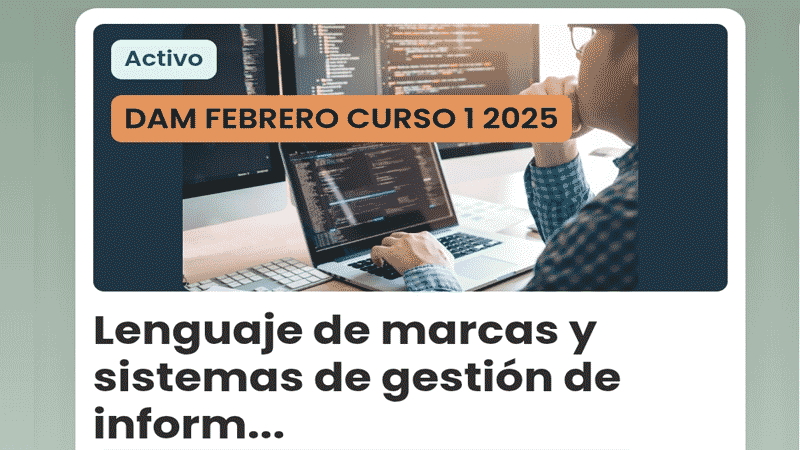 Activo
DAM FEBRERO CURSO 1 2025
Lenguaje de marcas y
sistemas de gestión de
inform...